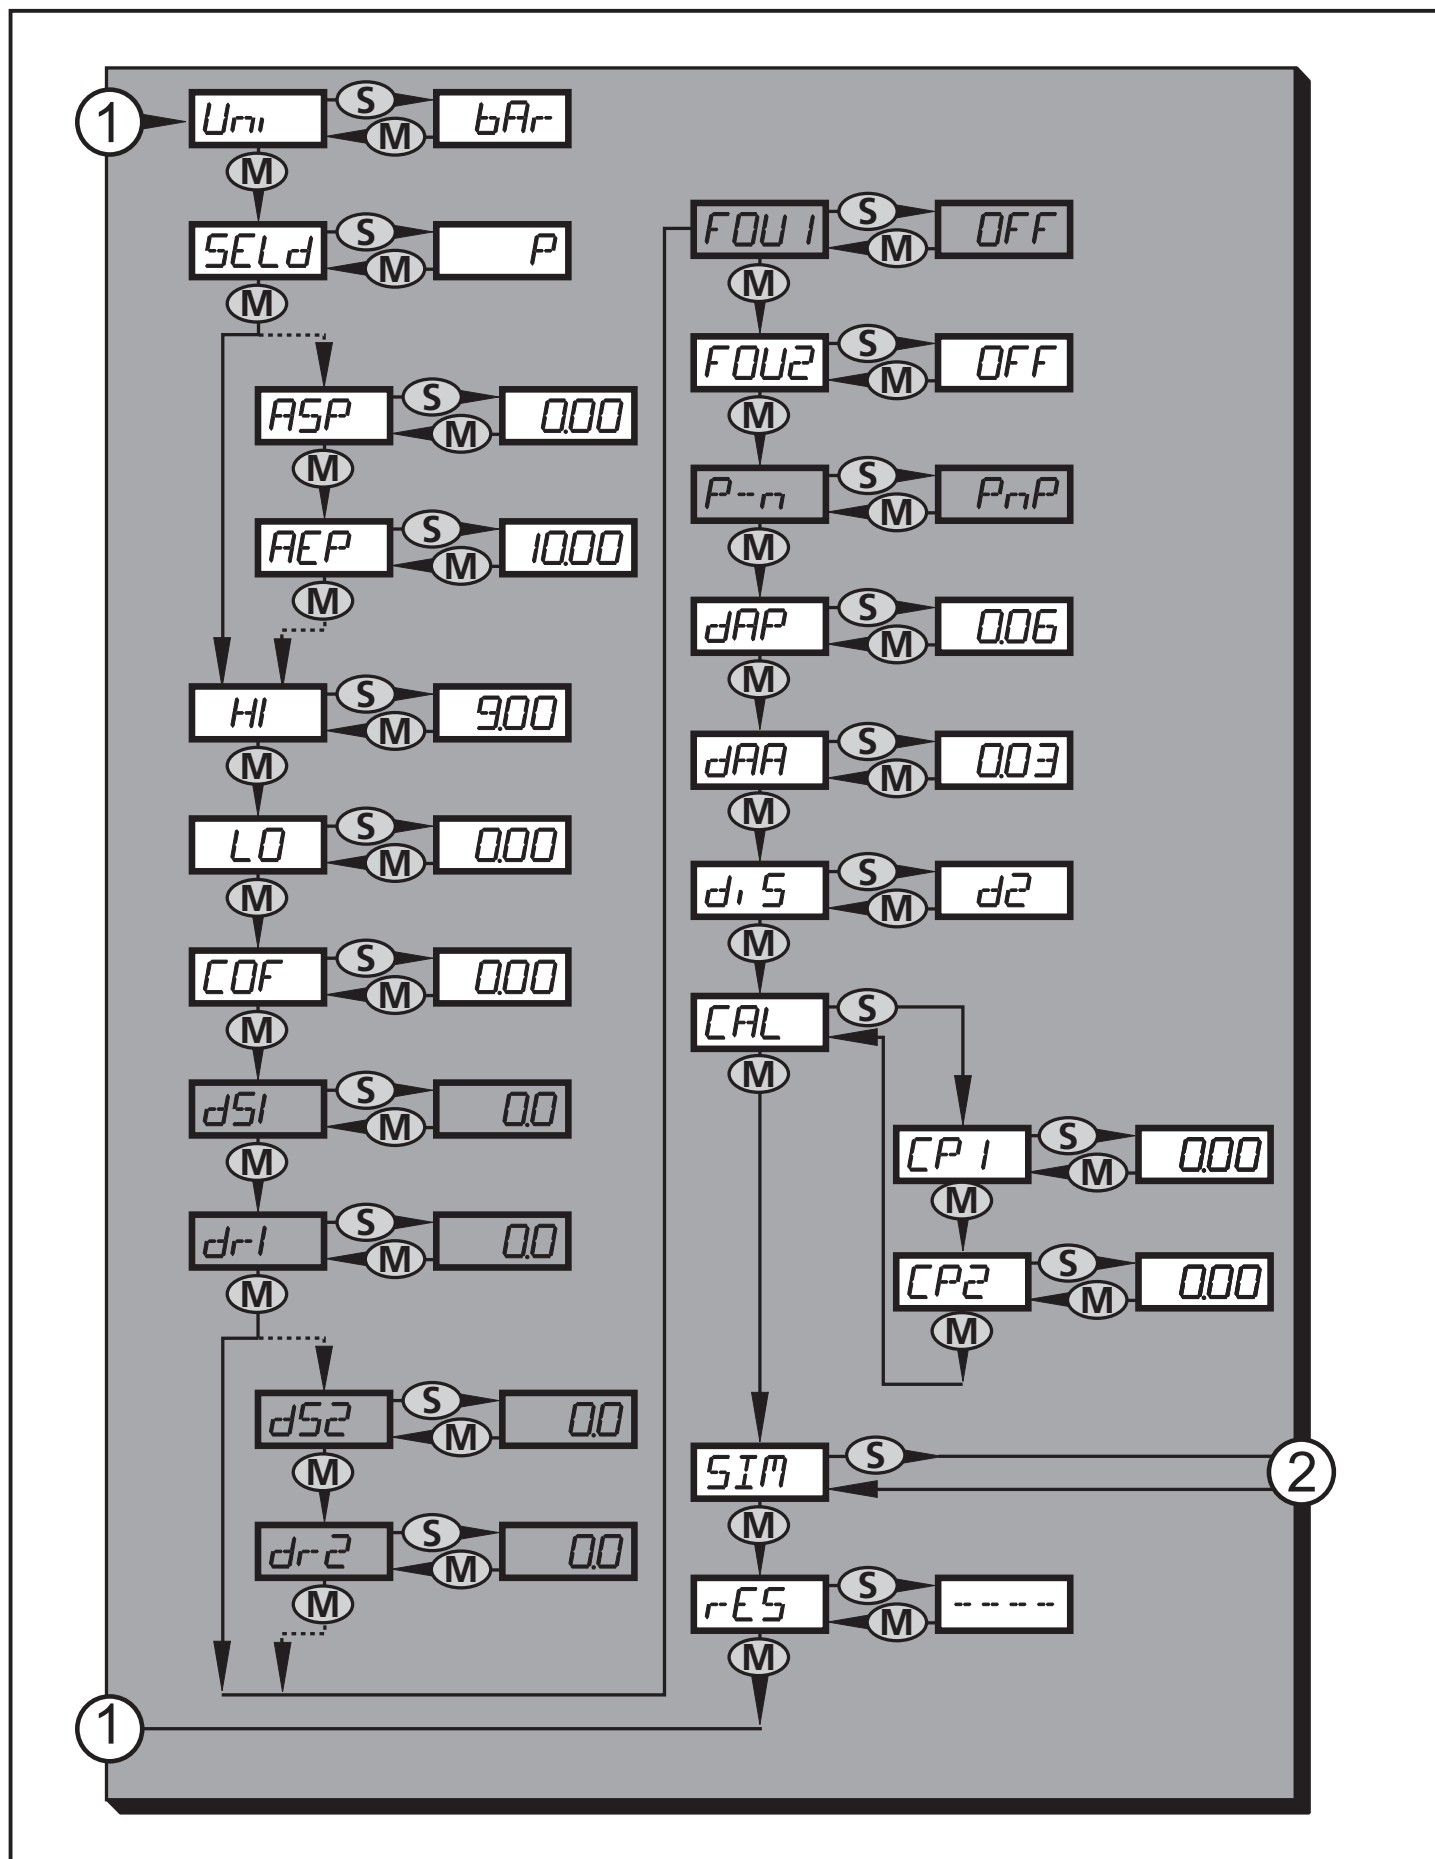 1
Uni S bAr
M
M
SELd S P
M
M
ASP S 0.00
M
M
AEP S 10.00
M
M
HI S 9.00
M
M
LO S 0.00
M
M
COF S 0.00
M
M
dS1 S 0.0
M
M
dr1 S 0.0
M
M
dS2 S 0.0
M
M
dr2 S 0.0
M
M
1
FOU1 S OFF
M
M
FOU2 S OFF
M
M
P--n S PnP
M
M
dAP S 0.06
M
M
dAA S 0.03
M
M
diS S d2
M
M
CAL S
M
CP1 S 0.00
M
M
CP2 S 0.00
M
M
SIM S 2
M
rES S ----
M
M